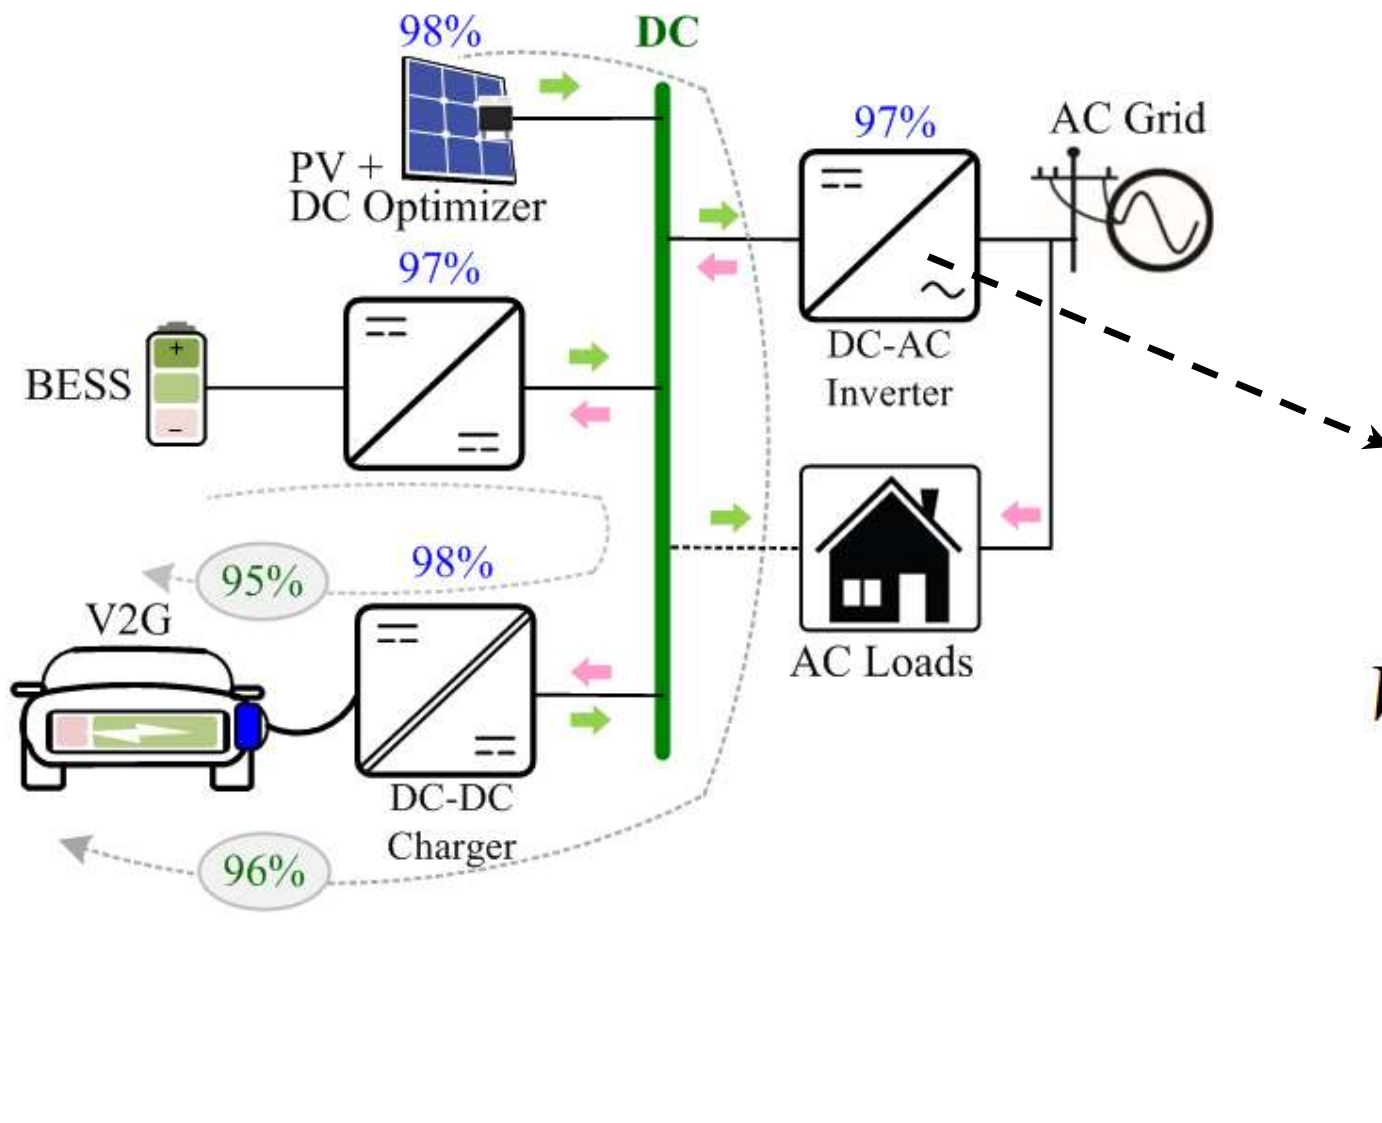 98%
DC
PV +
DC Optimizer
97%
AC Grid
97%
BESS
+
−
DC-AC
Inverter
95%
98%
V2G
AC Loads
DC-DC
Charger
96%